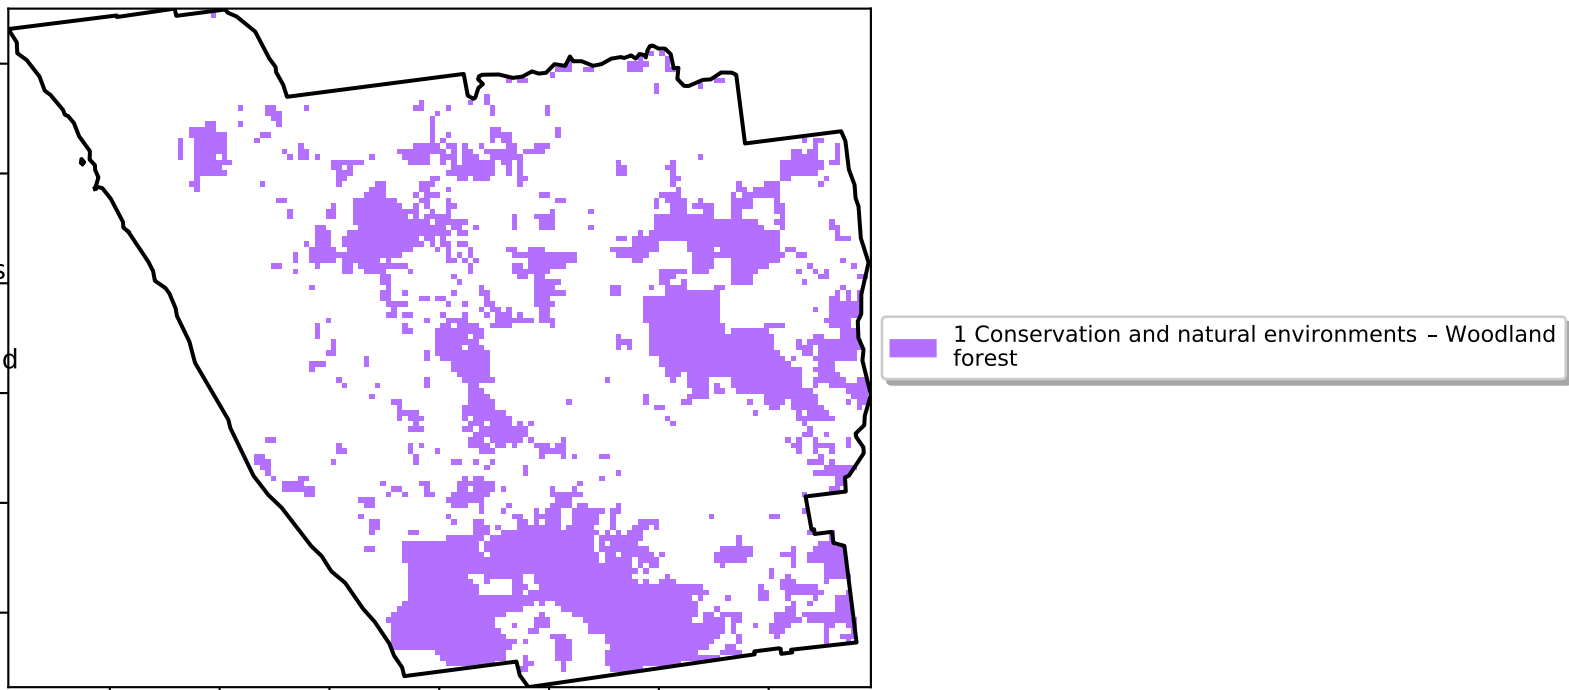 s
d
1 Conservation and natural environments – Woodland
forest